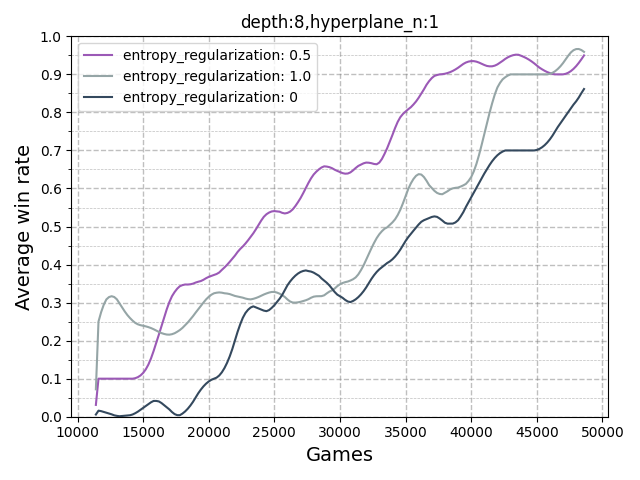 depth:8,hyperplane_n:1
entropy_regularization: 0.5
entropy_regularization: 1.0
entropy_regularization: 0
Average win rate
1.0
0.9
0.8
0.7
0.6
0.5
0.4
0.3
0.2
0.1
0.0
10000 15000 20000 25000 30000 35000 40000 45000 50000
Games